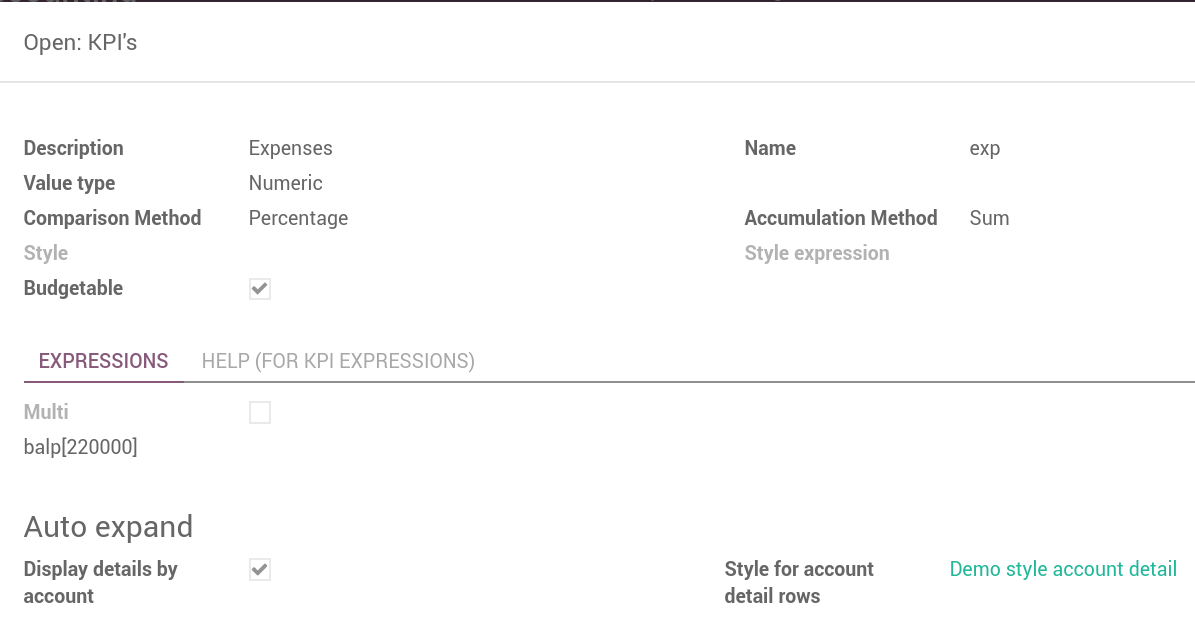 Open: KPI's
Description Expenses Name exp
Value type Numeric
Comparison Method Percentage Accumulation Method Sum
Style Style expression
Budgetable
EXPRESSIONS HELP (FOR KPI EXPRESSIONS)
Multi
balp[220000]
Auto expand
Display details by account Style for account detail rows Demo style account detail